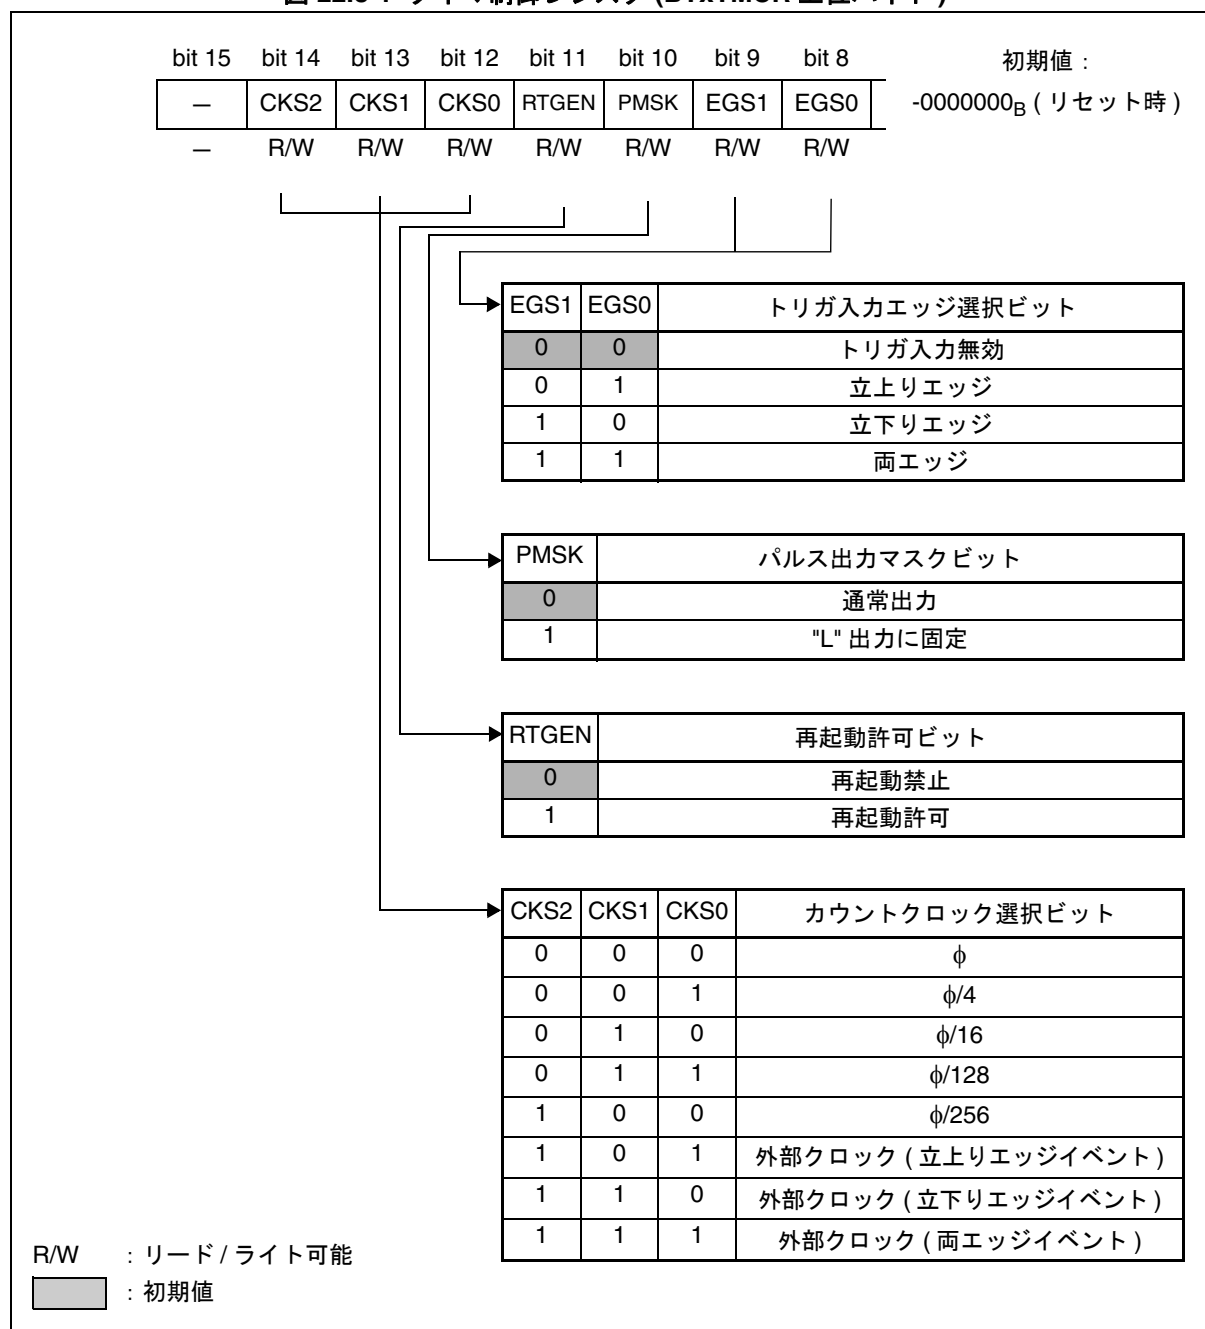 bit 15 bit 14 bit 13 bit 12 bit 11 bit 10 bit 9 bit 8 初期値 :
— CKS2 CKS1 CKS0 RTGEN PMSK EGS1 EGS0 -0000000B ( リセット時 )
— R/W R/W R/W R/W R/W R/W R/W
EGS1 EGS0 トリガ入力エッジ選択ビット
0 0 トリガ入力無効
0 1 立上りエッジ
1 0 立下りエッジ
1 1 両エッジ
PMSK パルス出力マスクビット
0 通常出力
1 "L" 出力に固定
RTGEN 再起動許可ビット
0 再起動禁止
1 再起動許可
CKS2 CKS1 CKS0 カウントクロック選択ビット
0 0 0 ϕ
0 0 1 ϕ/4
0 1 0 ϕ/16
0 1 1 ϕ/128
1 0 0 ϕ/256
1 0 1 外部クロック ( 立上りエッジイベント )
1 1 0 外部クロック ( 立下りエッジイベント )
1 1 1 外部クロック ( 両エッジイベント )
R/W : リード / ライト可能
: 初期値